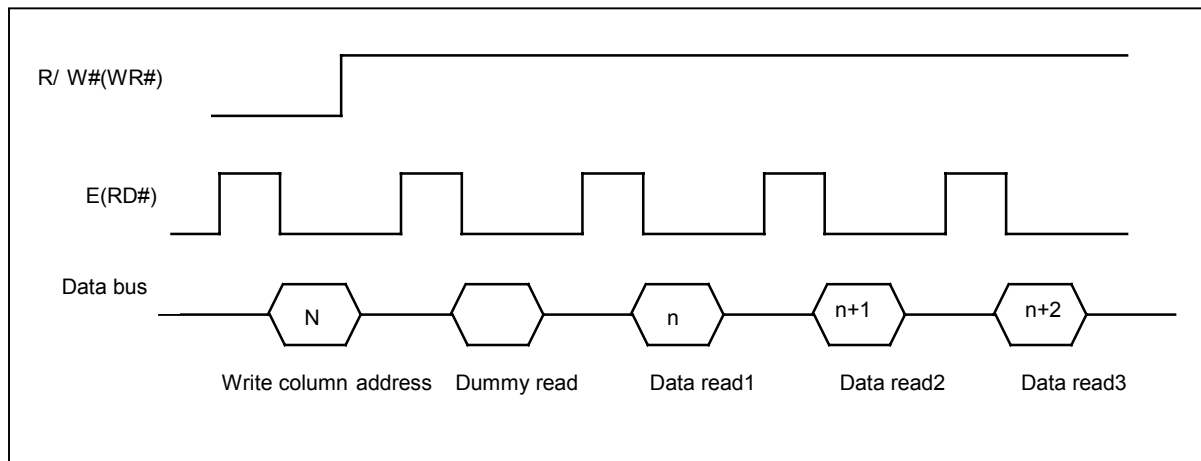 R/ W#(WR#)
E(RD#)
Data bus
N
n
n+1
n+2
Write column address
Dummy read
Data read1
Data read2
Data read3